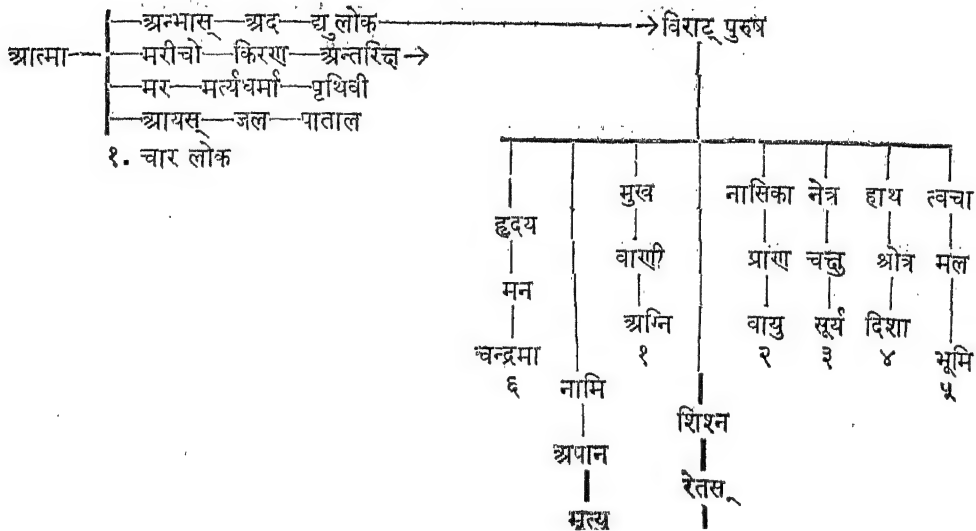 अम्भास् अद द्यु लोक विराट् पुरुष
आत्मा मरीचो किरण अन्तरिक्ष
मर मर्त्यधर्मा पृथिवी
आयस् जल पाताल
१. चार लोक
मुख नासिका नेत्र हाथ त्वचा
हृदय
वाणी प्राण चक्षु श्रोत्र मल
मन
अग्नि वायु सूर्य दिशा
चन्द्रमा १ २ ३ ४ भूमि
६ नामि ५
शिश्न
अपान
रेतस्
मृत्यु